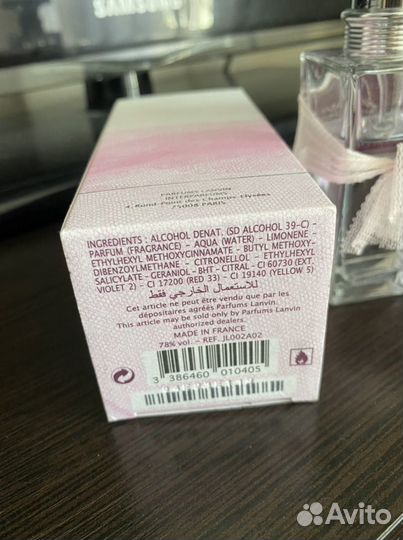 SAMSUNG
PARFUMS LANVIN
INTERPARFUMS
4 Rond-Point des Champs Elysées
75008 PARIS
INGREDIENTS : ALCOHOL DENAT. (SD ALCOHOL 39-C) -
PARFUM (FRAGRANCE) - AQUA (WATER) - LIMONENE -
ETHYLHEXYL METHOXYCINNAMATE - BUTYL METHOXY-
DIBENZOYLMETHANE - CITRONELLOL - ETHYLHEXYL
SALICYLATE - GERANIOL - BHT - CITRAL - CI 60730 (EXT.
VIOLET 2) - CI 17200 (RED 33) - CI 19140 (YELLOW 5)
للاستعمال الخارجي فقط
Cet article ne peut être vendu que par les
dépositaires agréés Parfums Lanvin.
This article may be sold only by Parfums Lanvin
authorized dealers.
MADE IN FRANCE
78% vol. - REF. JL002A02
3 386460 010405
Avito